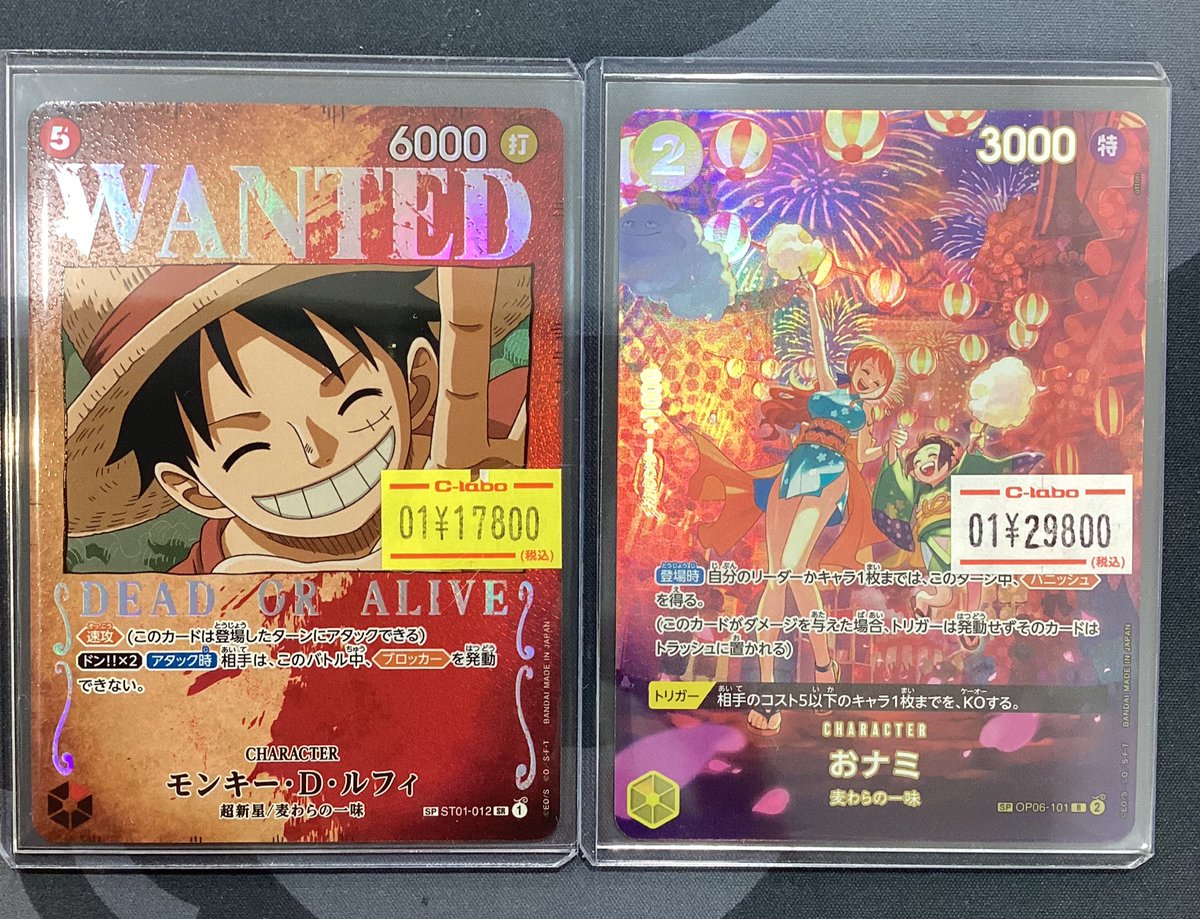 5
6000 打
WANTED
C-labo
01¥17800
(税込)
DEAD OR ALIVE
速攻 (このカードは登場したターンにアタックできる)
ドン!!×2 アタック時 相手は、このバトル中、ブロッカー を発動
できない。
CHARACTER
モンキー・D・ルフィ
超新星/麦わらの一味
SP ST01-012 SR 1
©E.O/S ©O S・F・T BANDAI MADE IN JAPAN
2
3000 特
C-labo
01¥29800
(税込)
登場時 自分のリーダーかキャラ1枚までは、このターン中、バニッシュ
を得る。
(このカードがダメージを与えた場合、トリガーは発動せずそのカードは
トラッシュに置かれる)
トリガー 相手のコスト5以下のキャラ1枚までを、KOする。
CHARACTER
おナミ
麦わらの一味
SP OP06-101 R 2
©E.O/S ©O S・F・T BANDAI MADE IN JAPAN